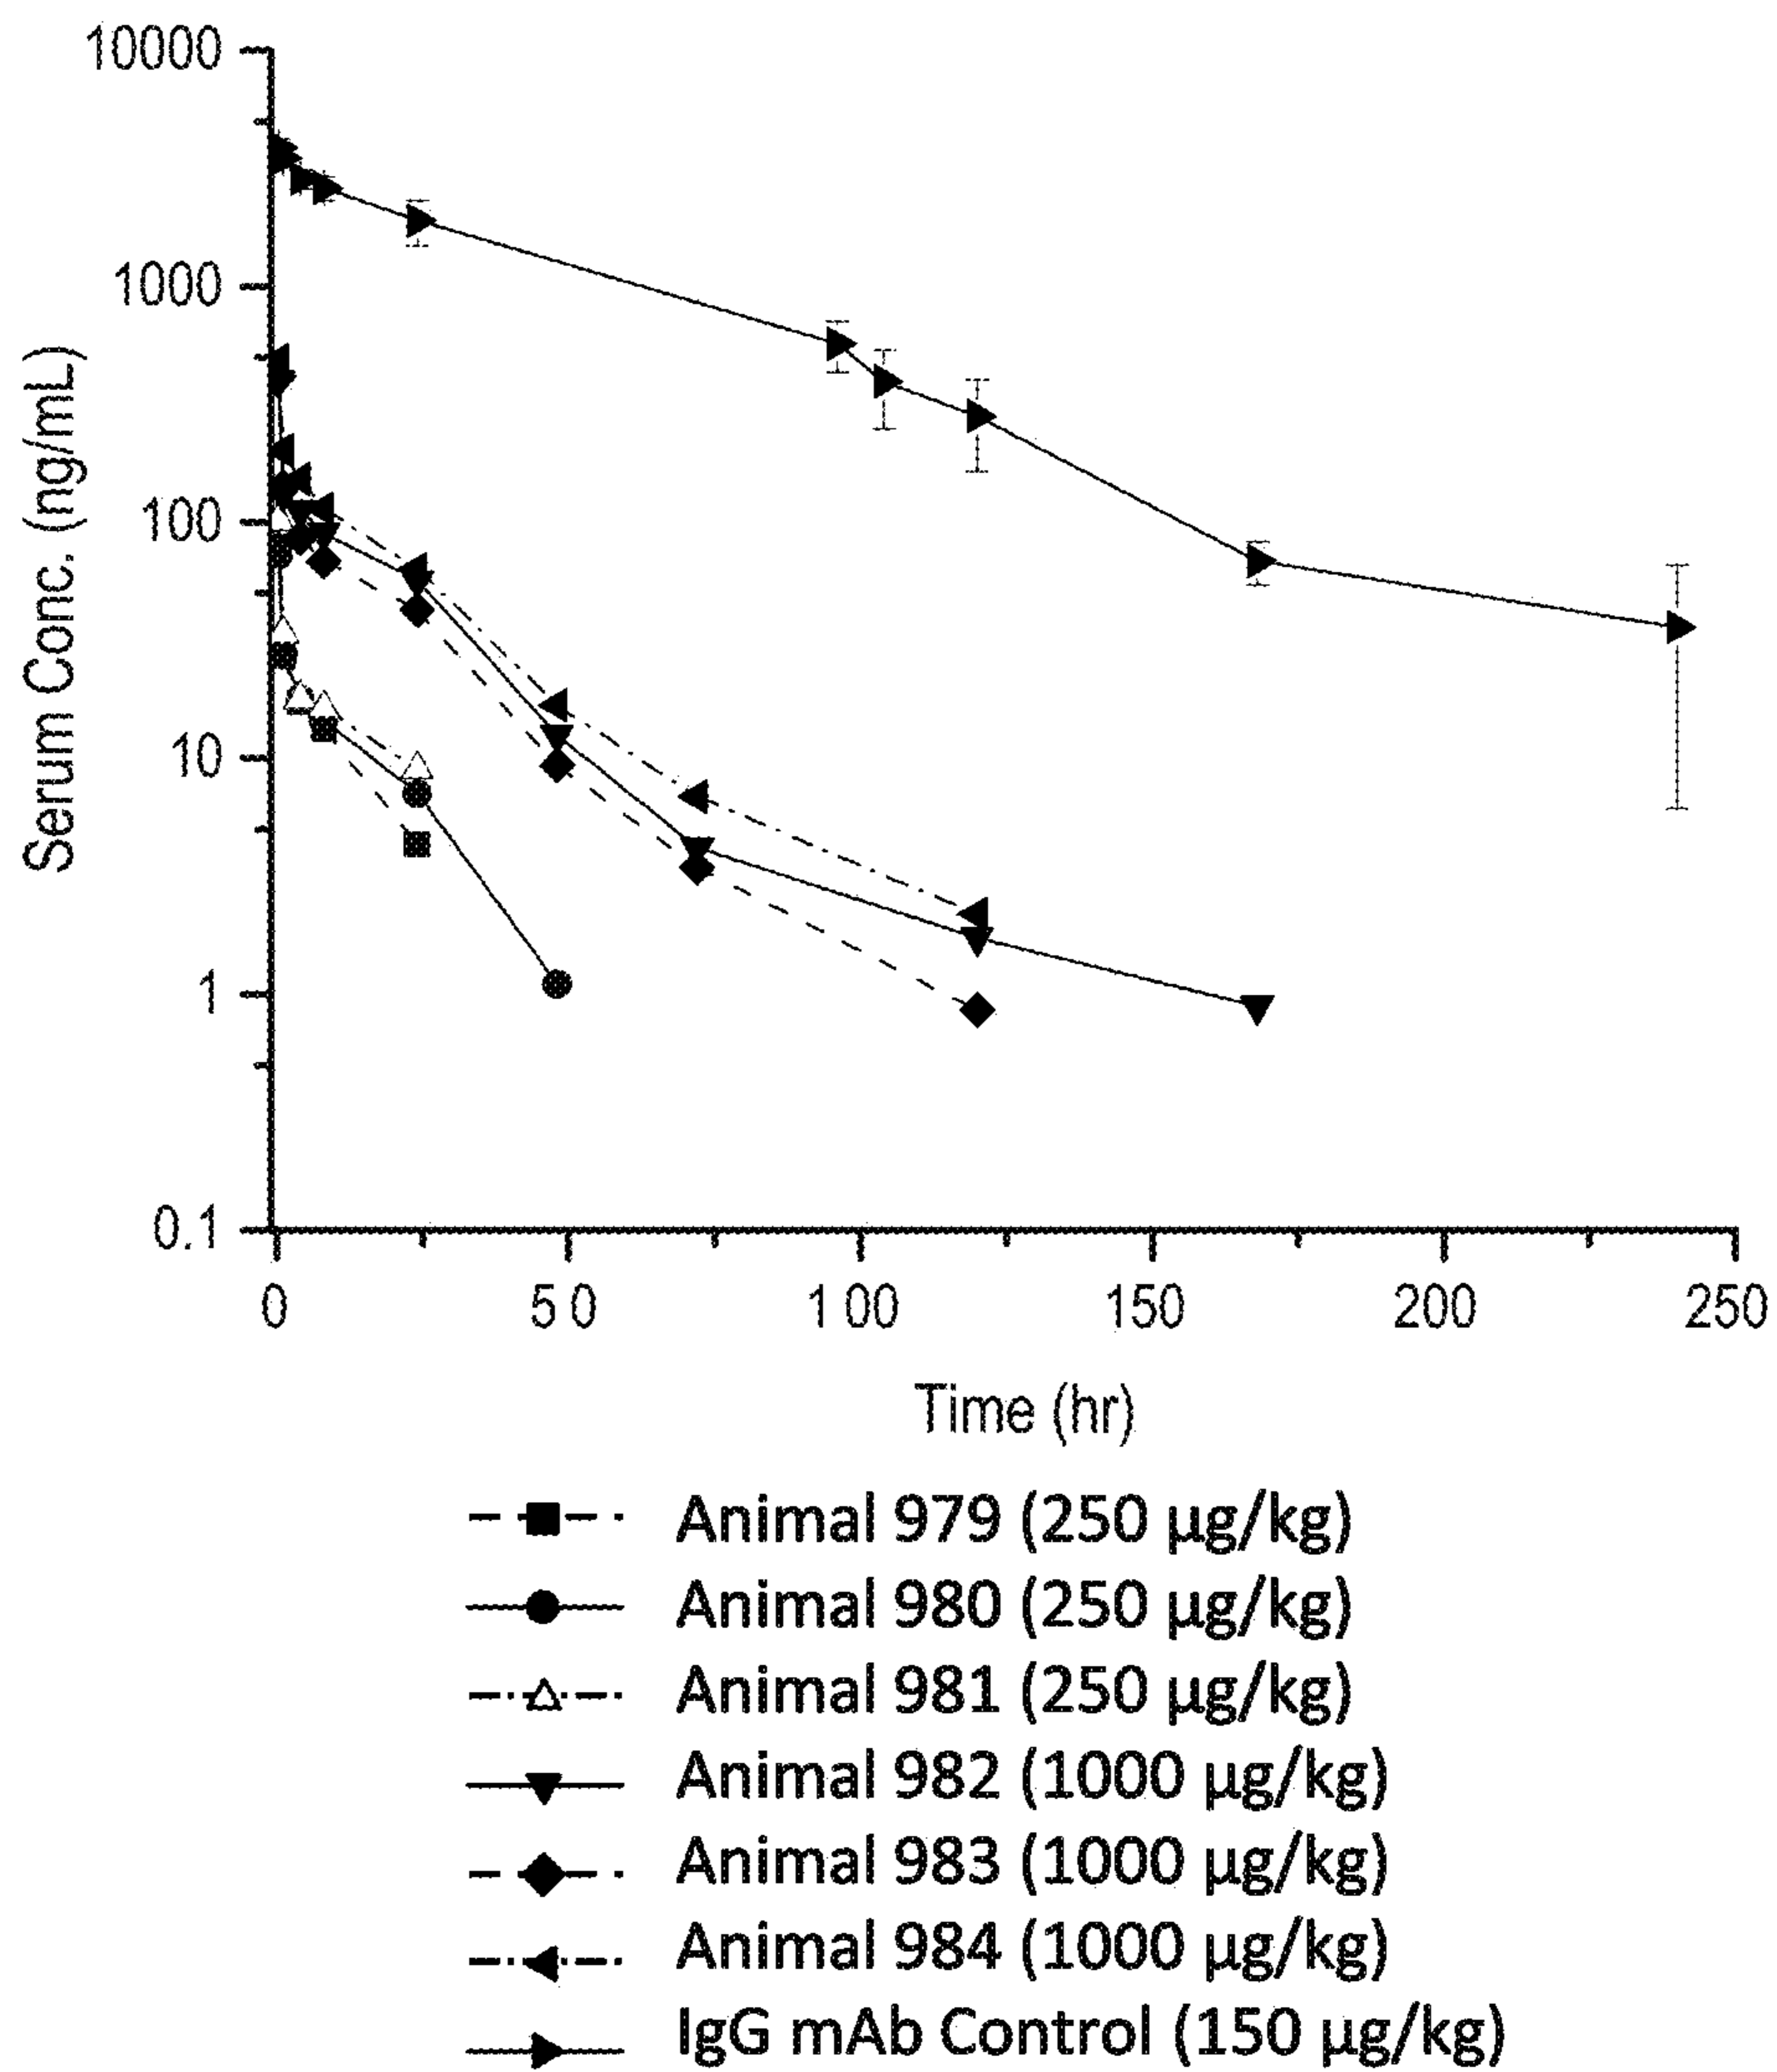 10000
1000
100
10
1
0.1
Serum Conc. (ng/mL)
0 50 100 150 200 250
Time (hr)
Animal 979 (250 µg/kg)
Animal 980 (250 µg/kg)
Animal 981 (250 µg/kg)
Animal 982 (1000 µg/kg)
Animal 983 (1000 µg/kg)
Animal 984 (1000 µg/kg)
IgG mAb Control (150 µg/kg)